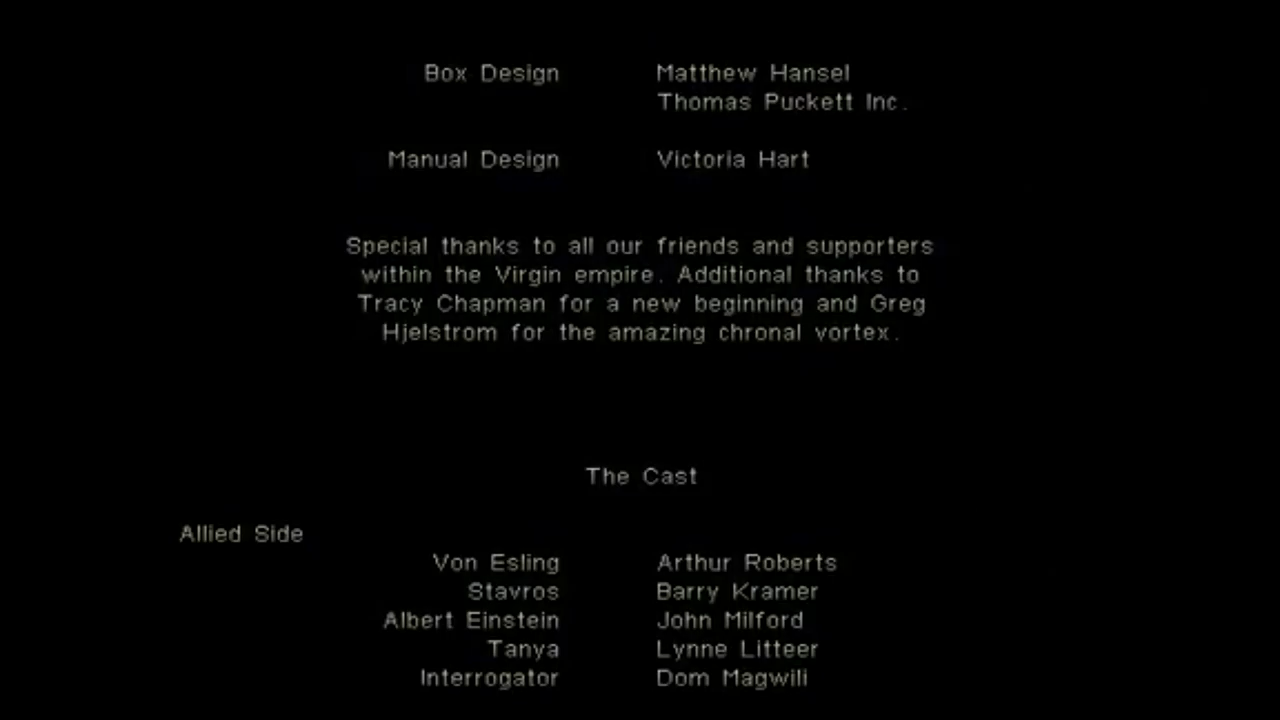 Box Design Matthew Hansel
Thomas Puckett Inc.
Manual Design Victoria Hart
Special thanks to all our friends and supporters
within the Virgin empire. Additional thanks to
Tracy Chapman for a new beginning and Greg
Hjelstrom for the amazing chronal vortex.
The Cast
Allied Side
Von Esling Arthur Roberts
Stavros Barry Kramer
Albert Einstein John Milford
Tanya Lynne Litteer
Interrogator Dom Magwili